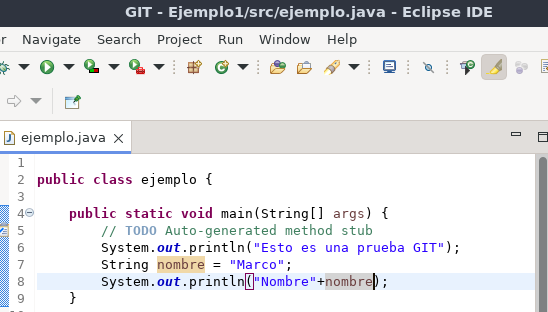 GIT - Ejemplo1/src/ejemplo.java - Eclipse IDE
r Navigate Search Project Run Window Help
ejemplo.java
1
2 public class ejemplo {
3
4 public static void main(String[] args) {
5 // TODO Auto-generated method stub
6 System.out.println("Esto es una prueba GIT");
7 String nombre = "Marco";
8 System.out.println("Nombre"+nombre);
9 }